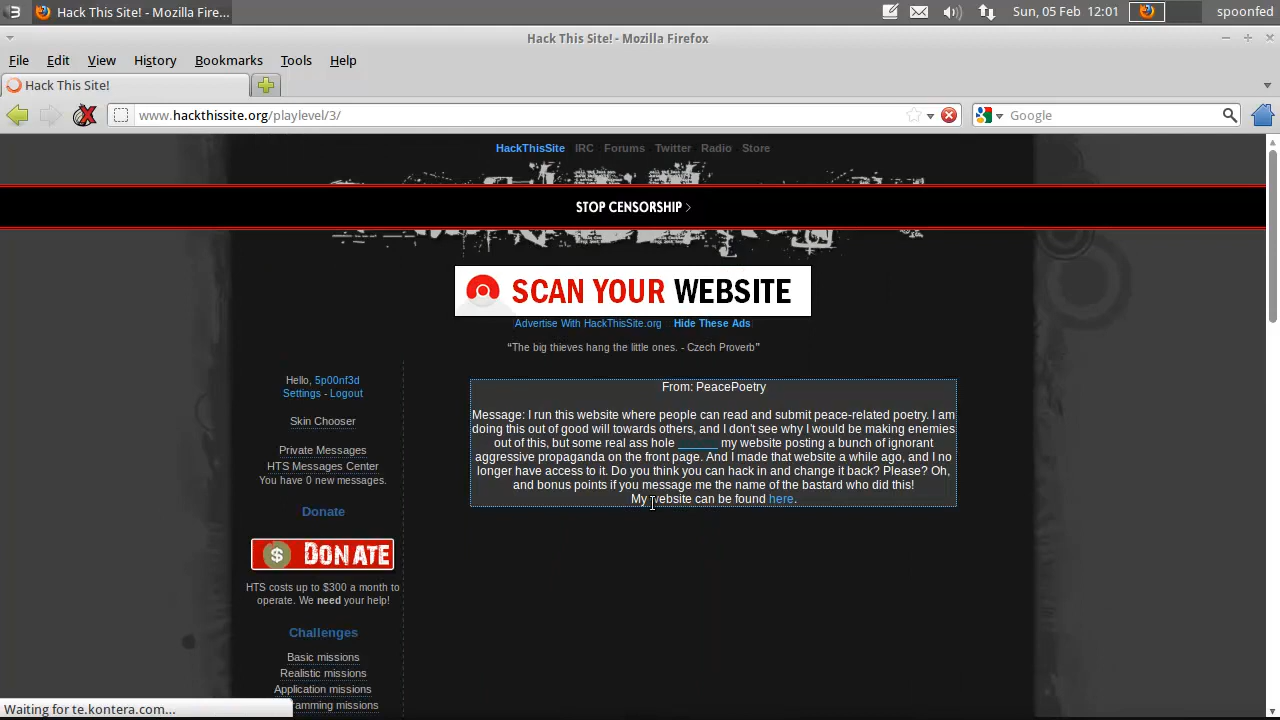 Hack This Site! - Mozilla Fire...
Sun, 05 Feb 12:01
spoonfed
Hack This Site! - Mozilla Firefox
File Edit View History Bookmarks Tools Help
Hack This Site!
www.hackthissite.org/playlevel/3/
Google
HackThisSite IRC Forums Twitter Radio Store
STOP CENSORSHIP >
SCAN YOUR WEBSITE
Advertise With HackThisSite.org Hide These Ads
“The big thieves hang the little ones. - Czech Proverb”
Hello, 5p00nf3d
Settings - Logout
Skin Chooser
Private Messages
HTS Messages Center
You have 0 new messages.
Donate
$ DONATE
HTS costs up to $300 a month to
operate. We need your help!
Challenges
Basic missions
Realistic missions
Application missions
gramming missions
From: PeacePoetry
Message: I run this website where people can read and submit peace-related poetry. I am
doing this out of good will towards others, and I don't see why I would be making enemies
out of this, but some real ass hole my website posting a bunch of ignorant
aggressive propaganda on the front page. And I made that website a while ago, and I no
longer have access to it. Do you think you can hack in and change it back? Please? Oh,
and bonus points if you message me the name of the bastard who did this!
My website can be found here.
Waiting for te.kontera.com...